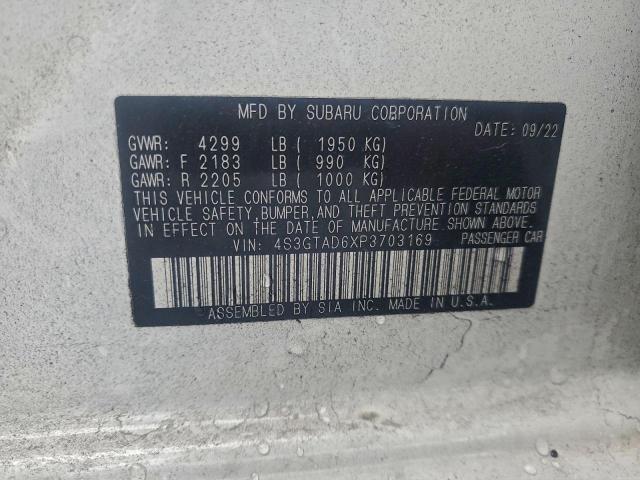 MFD BY SUBARU CORPORATION
DATE: 09/22
GVWR: 4299 LB ( 1950 KG)
GAWR: F 2183 LB ( 990 KG)
GAWR: R 2205 LB ( 1000 KG)
THIS VEHICLE CONFORMS TO ALL APPLICABLE FEDERAL MOTOR
VEHICLE SAFETY, BUMPER, AND THEFT PREVENTION STANDARDS
IN EFFECT ON THE DATE OF MANUFACTURE SHOWN ABOVE.
VIN: 4S3GTAD6XP3703169 PASSENGER CAR
ASSEMBLED BY SIA INC. MADE IN U.S.A.